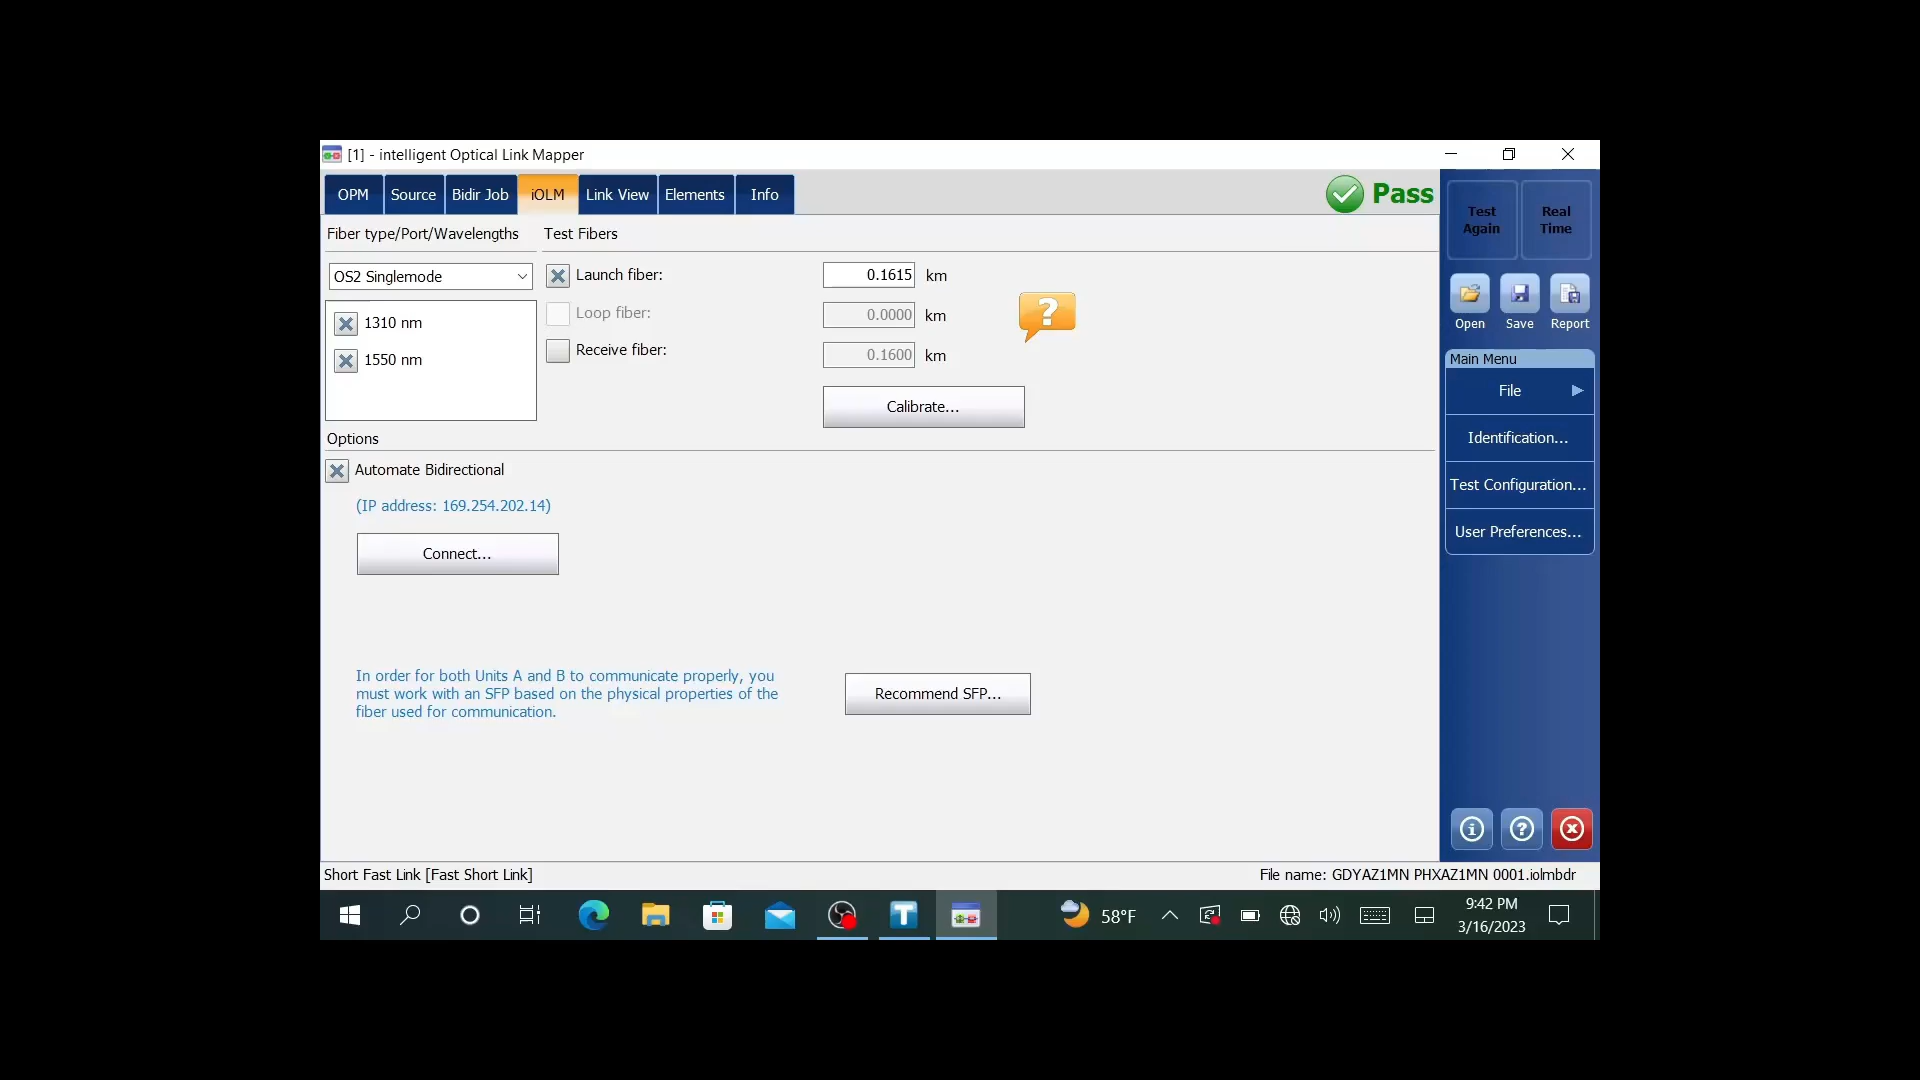 [1] - intelligent Optical Link Mapper
OPM Source Bidir Job iOLM Link View Elements Info
Pass
Test Again
Real Time
Fiber type/Port/Wavelengths
Test Fibers
OS2 Singlemode
1310 nm
1550 nm
Launch fiber: 0.1615 km
Loop fiber: 0.0000 km
Receive fiber: 0.1600 km
?
Calibrate...
Open Save Report
Main Menu
File
Identification...
Test Configuration...
User Preferences...
Options
Automate Bidirectional
(IP address: 169.254.202.14)
Connect...
In order for both Units A and B to communicate properly, you
must work with an SFP based on the physical properties of the
fiber used for communication.
Recommend SFP...
Short Fast Link [Fast Short Link]
File name: GDYAZ1MN PHXAZ1MN 0001.iolmbdr
58°F
9:42 PM
3/16/2023